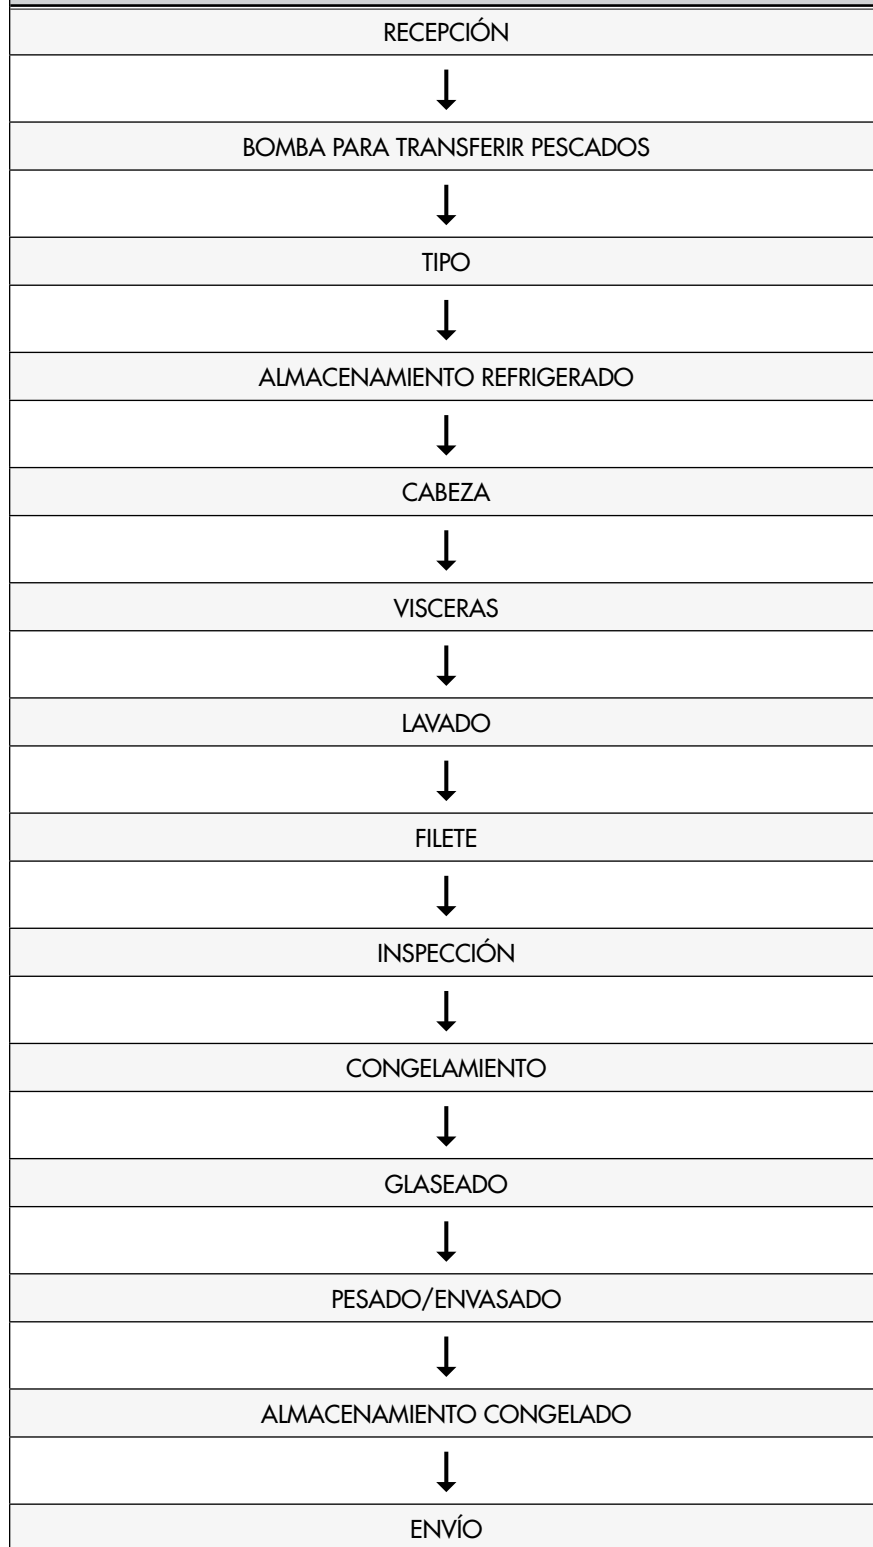 RECEPCIÓN
BOMBA PARA TRANSFERIR PESCADOS
TIPO
ALMACENAMIENTO REFRIGERADO
CABEZA
VISCERAS
LAVADO
FILETE
INSPECCIÓN
CONGELAMIENTO
GLASEADO
PESADO/ENVASADO
ALMACENAMIENTO CONGELADO
ENVÍO